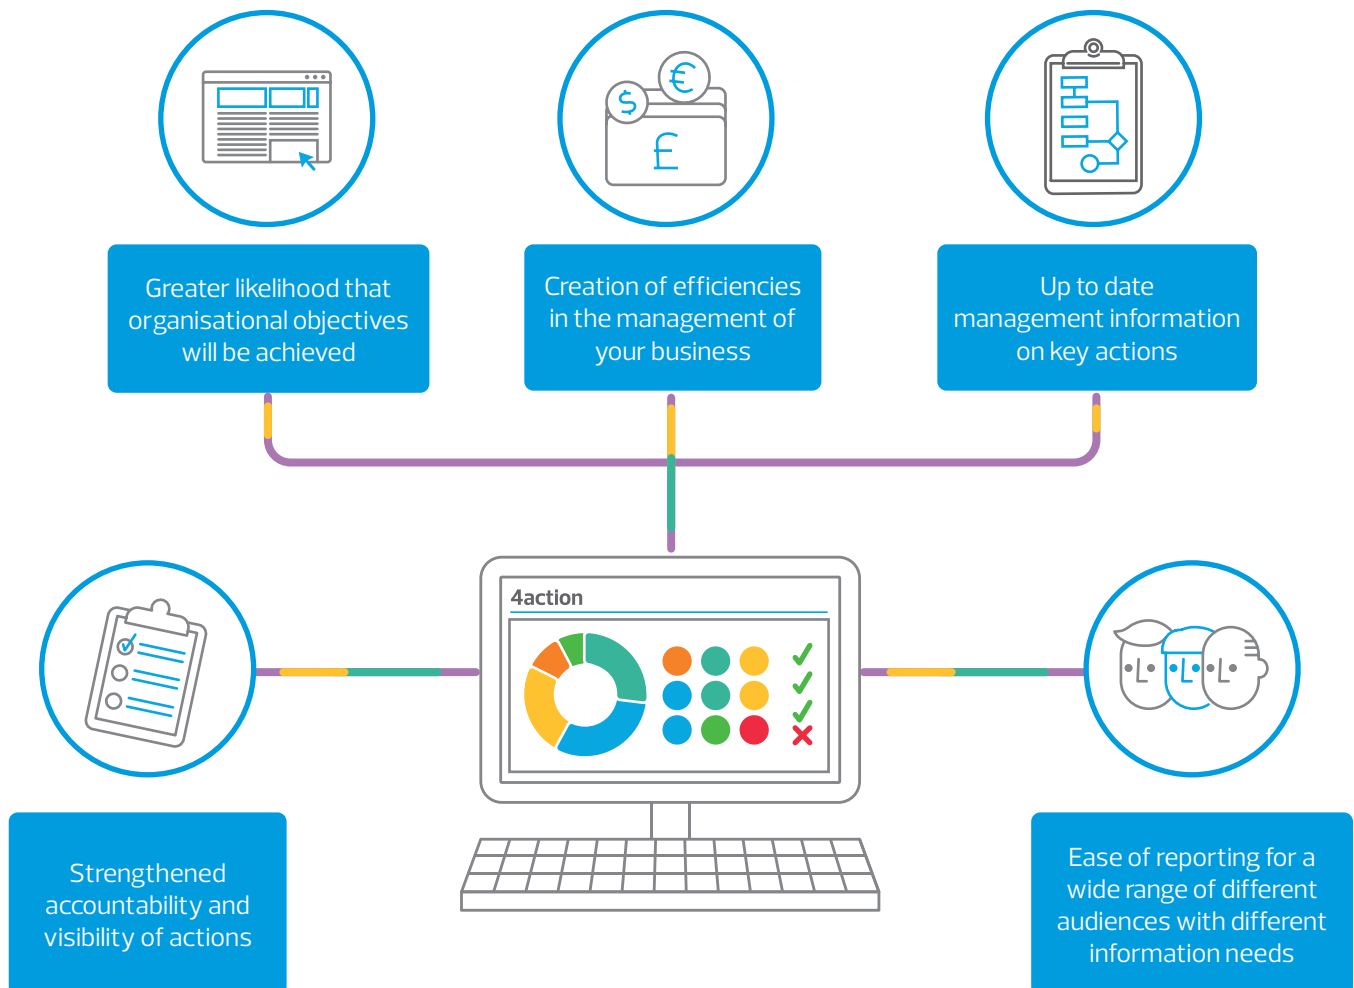 $
€
£
Greater likelihood that
organisational objectives
will be achieved
Creation of efficiencies
in the management of
your business
Up to date
management information
on key actions
4action
Strengthened
accountability and
visibility of actions
Ease of reporting for a
wide range of different
audiences with different
information needs